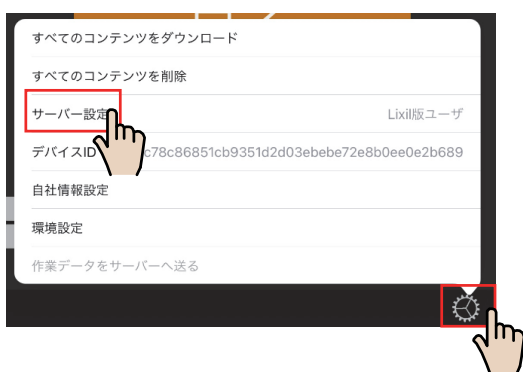 すべてのコンテンツをダウンロード
すべてのコンテンツを削除
サーバー設定 Lixil版ユーザ
デバイスID c78c86851cb9351d2d03ebebe72e8b0ee0e2b689
自社情報設定
環境設定
作業データをサーバーへ送る